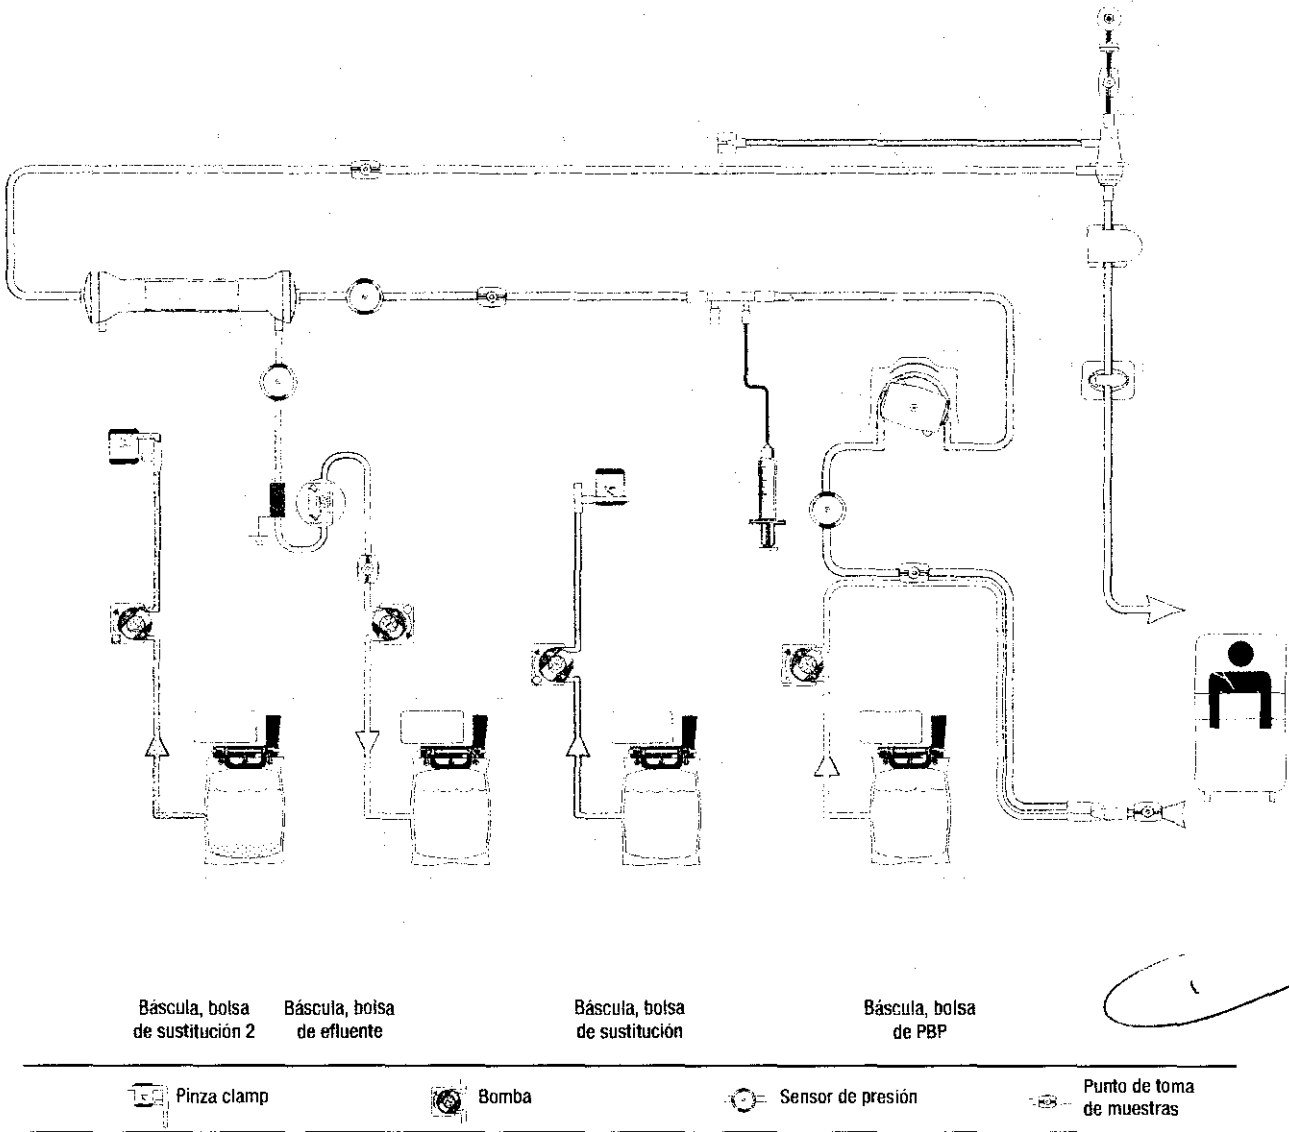 Báscula, bolsa
de sustitución 2
Báscula, bolsa
de efluente
Báscula, bolsa
de sustitución
Báscula, bolsa
de PBP
Pinza clamp
Bomba
Sensor de presión
Punto de toma
de muestras